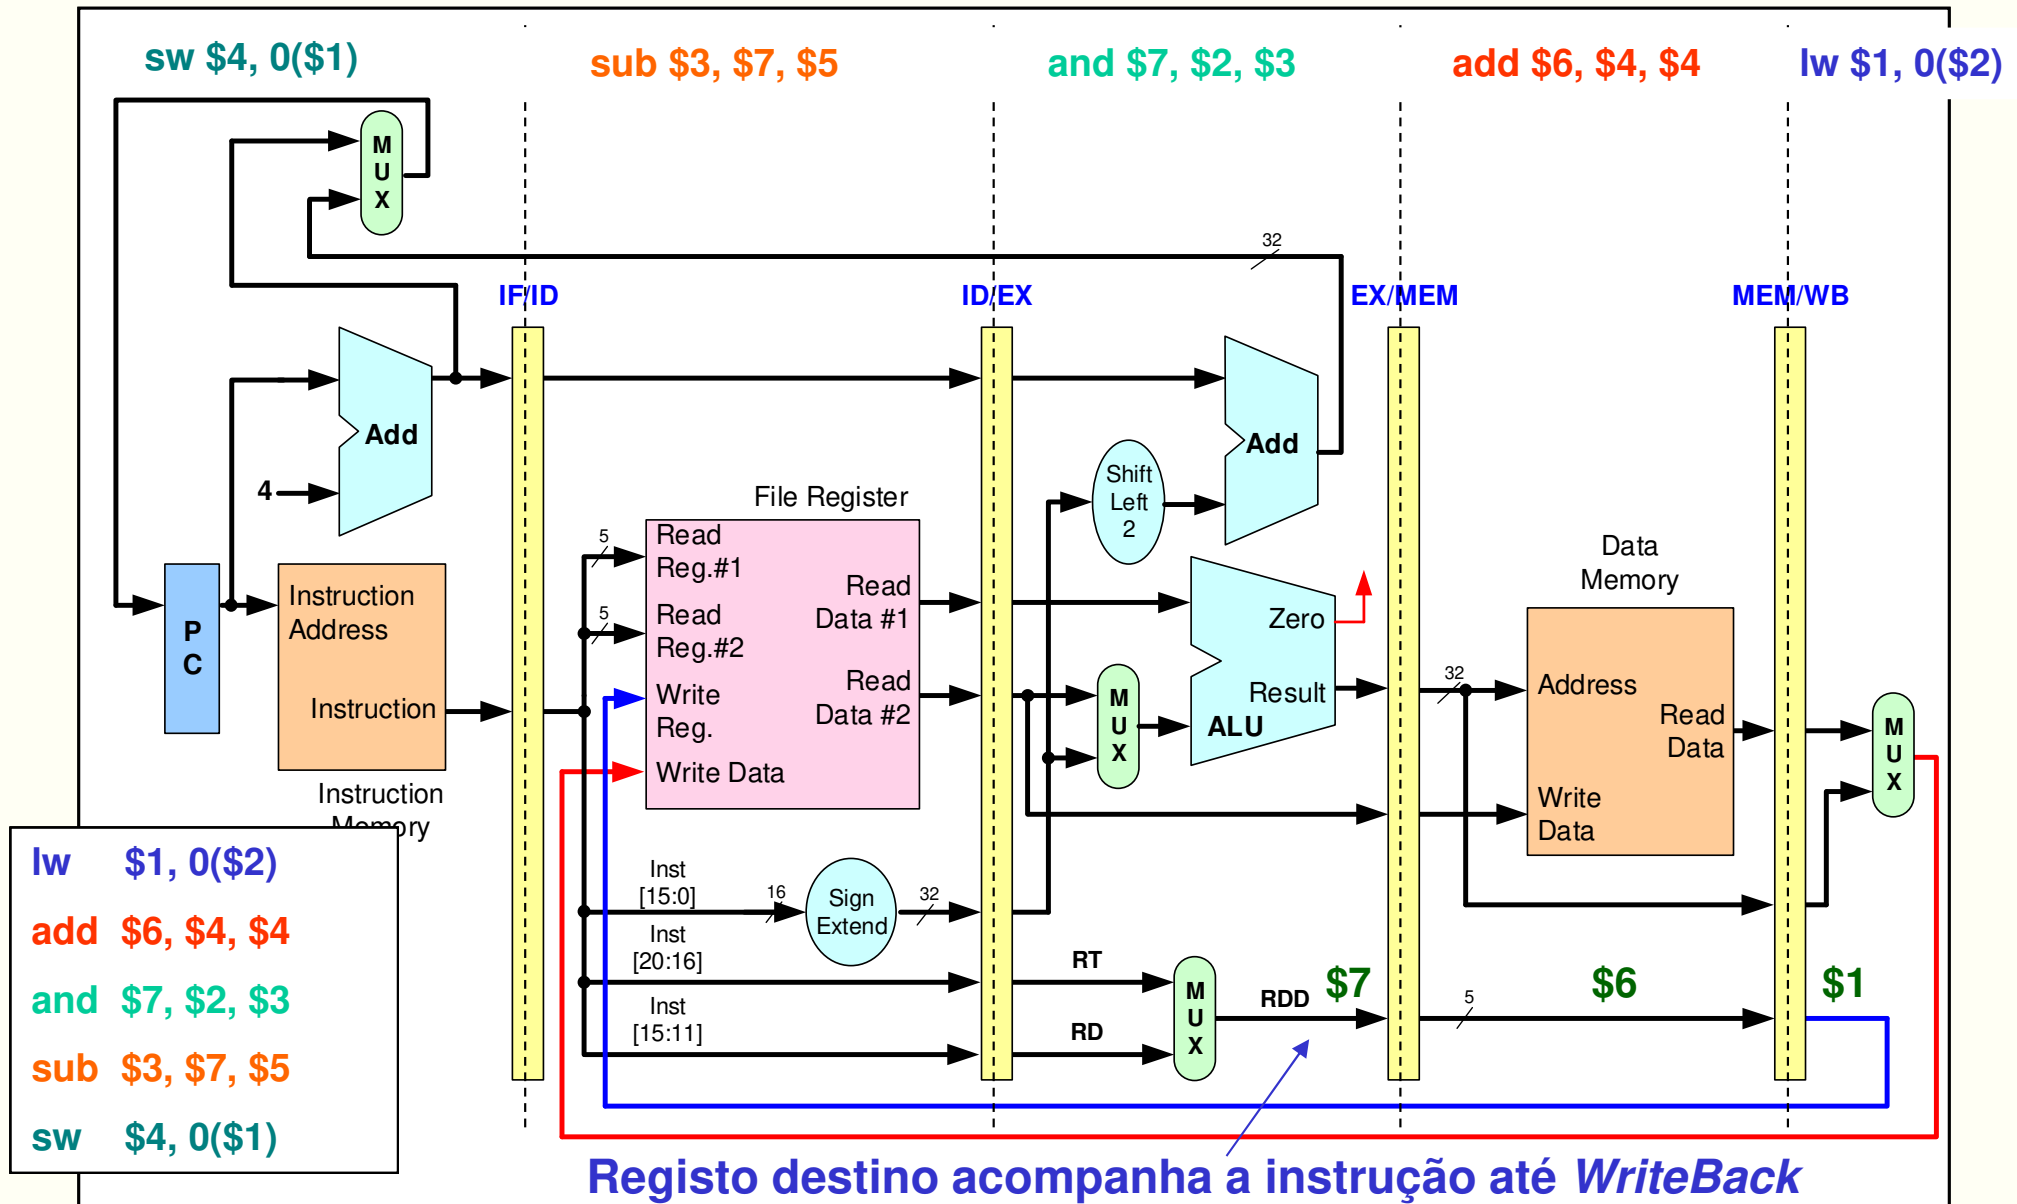 sw $4, 0($1)
sub $3, $7, $5
and $7, $2, $3
add $6, $4, $4
lw $1, 0($2)
M
U
X
32
IF/ID
ID/EX
EX/MEM
MEM/WB
Add
4
Add
Shift
Left
2
File Register
P
C
Instruction
Address
Instruction
Instruction
Memory
5
Read
Reg.#1
5
Read
Reg.#2
Write
Reg.
Write Data
Read
Data #1
Read
Data #2
M
U
X
Zero
Result
ALU
Data
Memory
32
Address
Read
Data
Write
Data
M
U
X
Inst
[15:0]
16
Sign
Extend
32
Inst
[20:16]
Inst
[15:11]
RT
RD
M
U
X
RDD
$7
5
$6
$1
lw $1, 0($2)
add $6, $4, $4
and $7, $2, $3
sub $3, $7, $5
sw $4, 0($1)
Registo destino acompanha a instrução até WriteBack